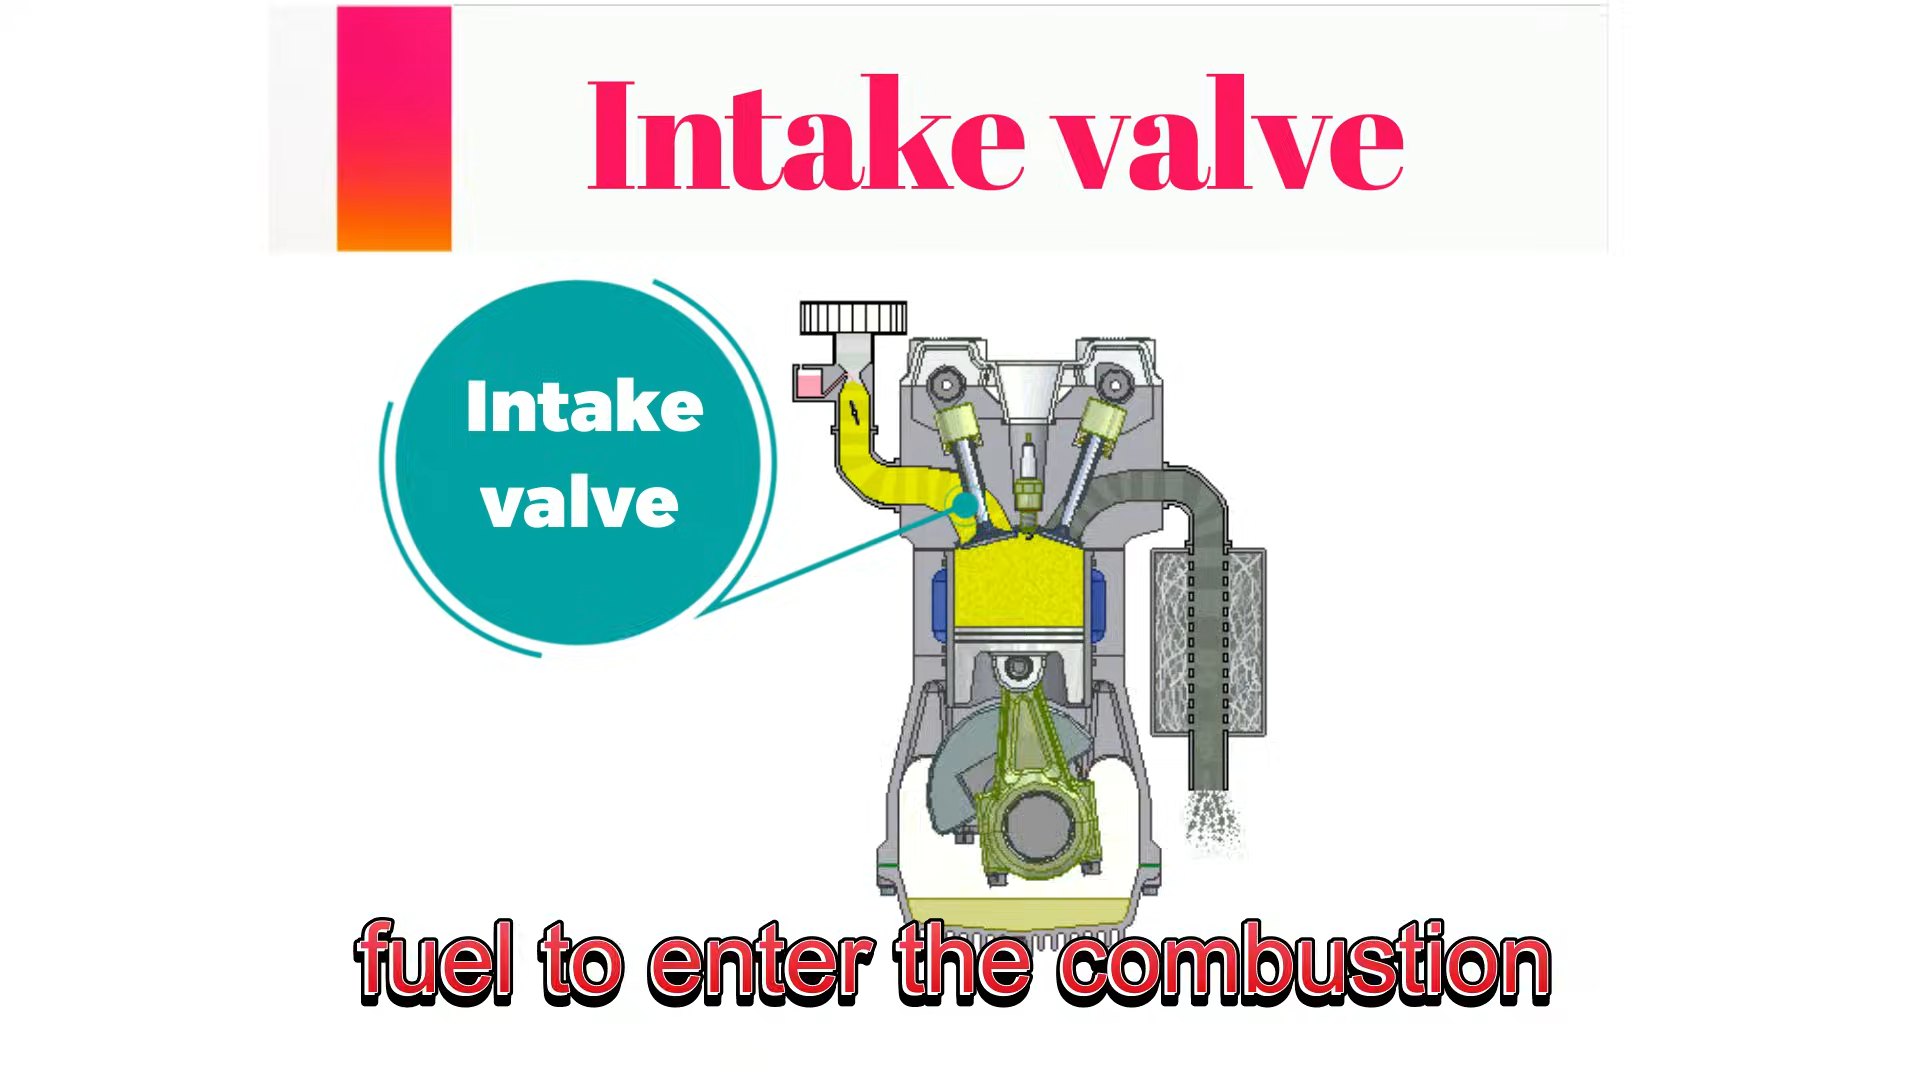 Intake valve
Intake
valve
fuel to enter the combustion